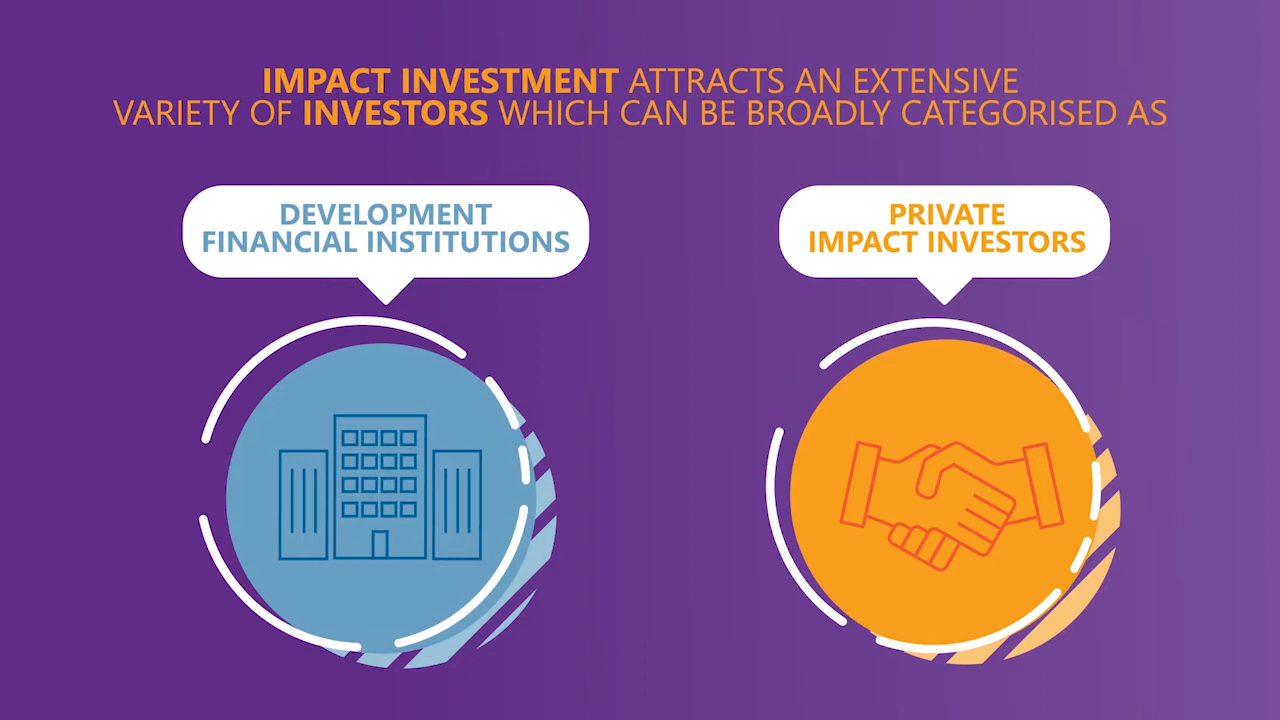 IMPACT INVESTMENT ATTRACTS AN EXTENSIVE
VARIETY OF INVESTORS WHICH CAN BE BROADLY CATEGORISED AS
DEVELOPMENT
FINANCIAL INSTITUTIONS
PRIVATE
IMPACT INVESTORS